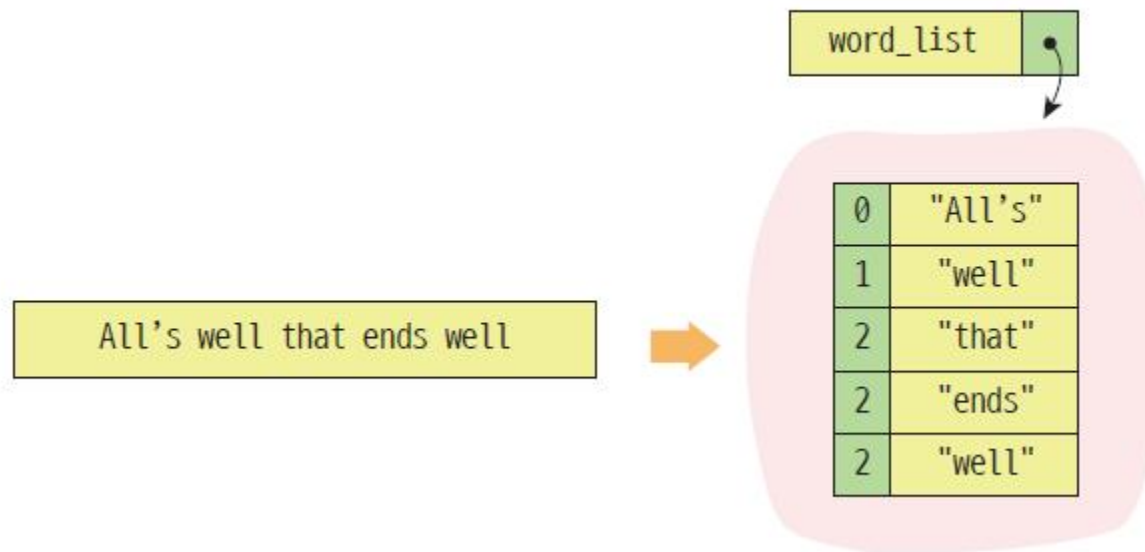 word_list
0 "All’s"
1 "well"
2 "that"
2 "ends"
2 "well"
All’s well that ends well